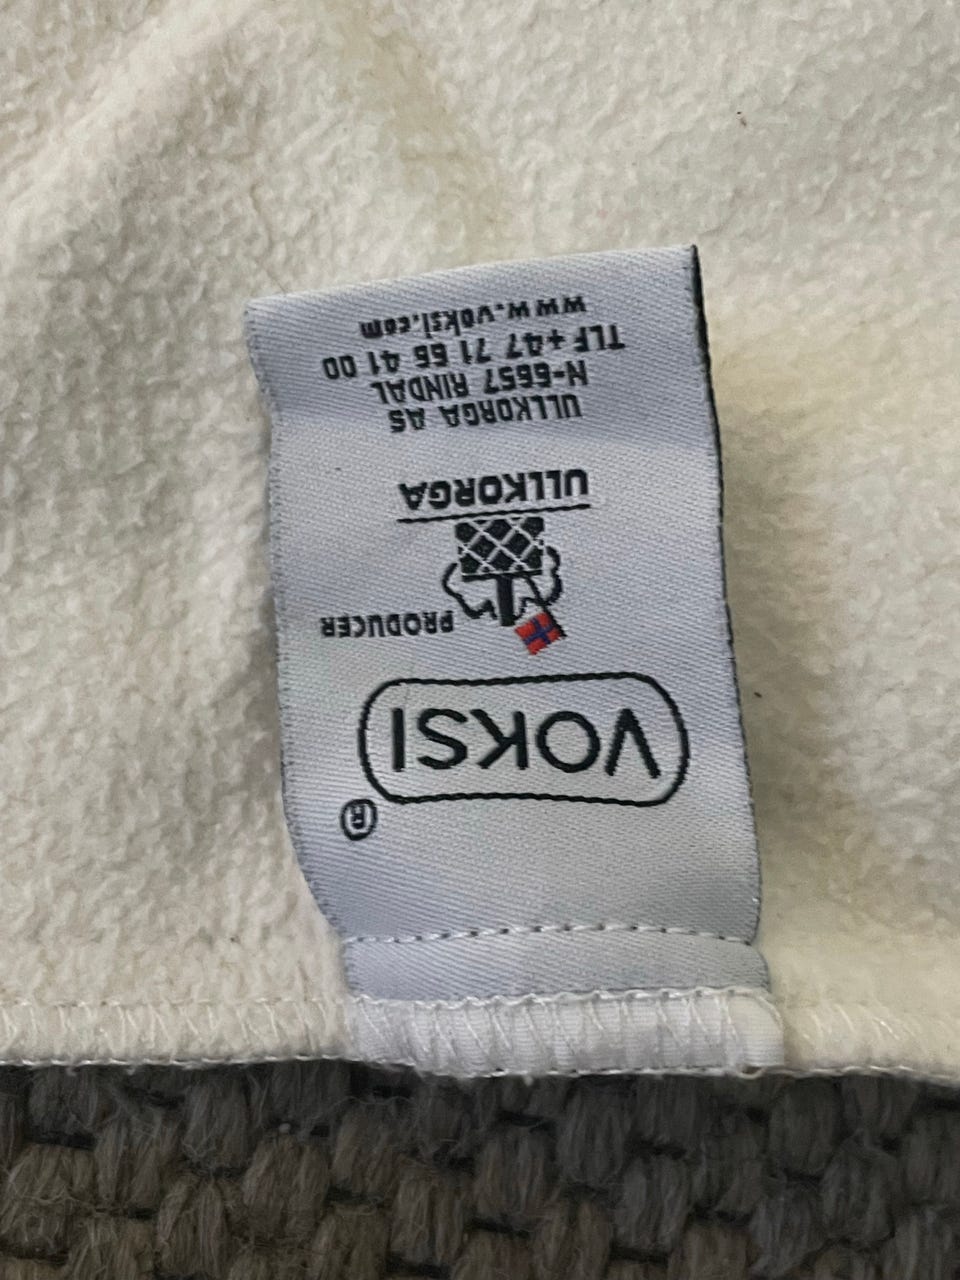 ®
VOKSI
PRODUCER
ULLKORGA
ULLKORGA AS
N-6657 RINDAL
TLF +47 71 66 41 00
www.voksi.com